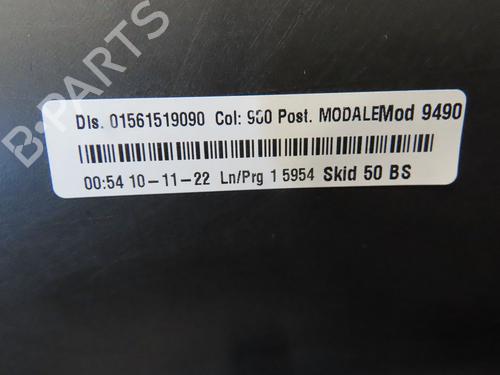 B-PARTS
Dls. 01561519090 Col: 900 Post. MODALEMod 9490
00:54 10-11-22 Ln/Prg 1 5954 Skid 50 BS